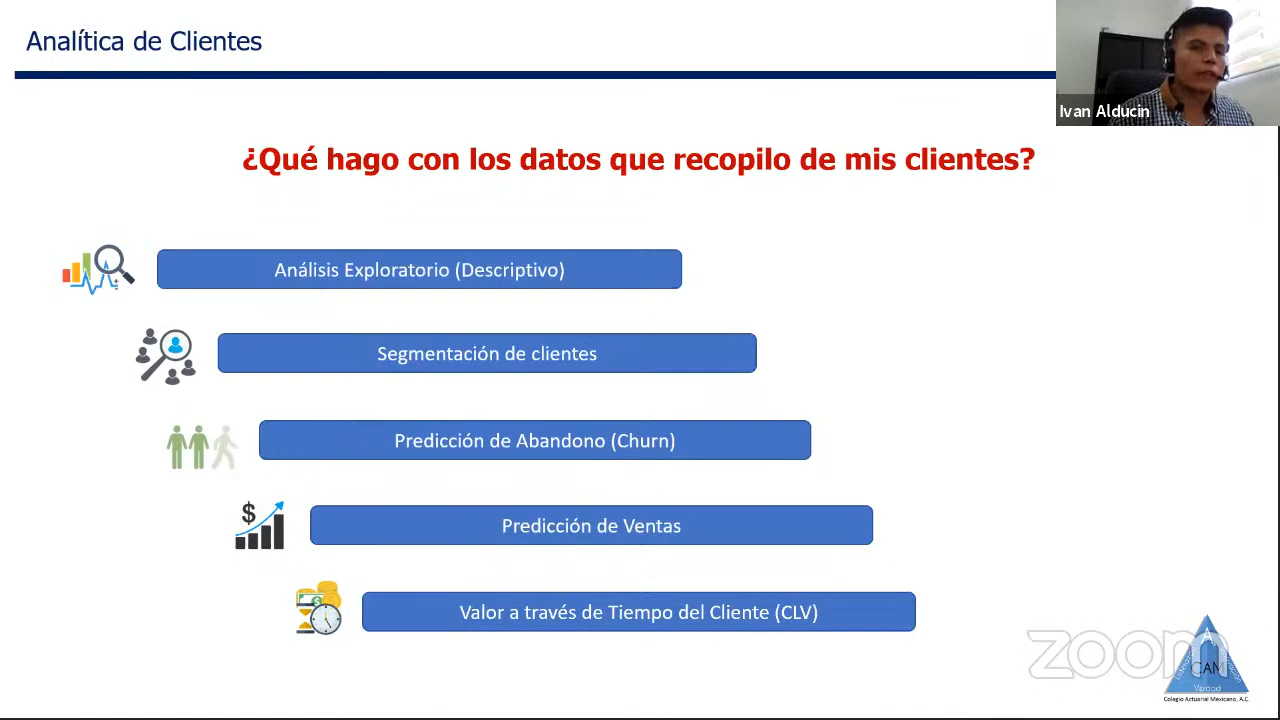 Analítica de Clientes
Ivan Alducin
¿Qué hago con los datos que recopilo de mis clientes?
Análisis Exploratorio (Descriptivo)
Segmentación de clientes
Predicción de Abandono (Churn)
$
Predicción de Ventas
Valor a través de Tiempo del Cliente (CLV)
zoom
CAM
Verdad
Colegio Actuarial Mexicano, A.C.